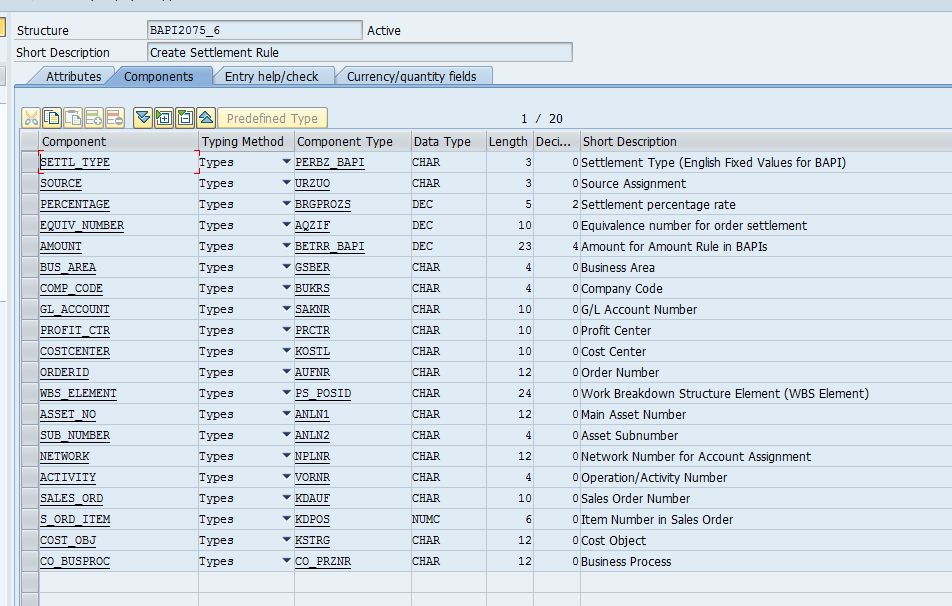 Structure BAPI2075_6 Active
Short Description Create Settlement Rule
Attributes Components Entry help/check Currency/quantity fields
Predefined Type 1 / 20
Component Typing Method Component Type Data Type Length Deci... Short Description
SETTL_TYPE Types PERBZ_BAPI CHAR 3 0 Settlement Type (English Fixed Values for BAPI)
SOURCE Types URZUO CHAR 3 0 Source Assignment
PERCENTAGE Types BRGPROZS DEC 5 2 Settlement percentage rate
EQUIV_NUMBER Types AQZIF DEC 10 0 Equivalence number for order settlement
AMOUNT Types BETRR_BAPI DEC 23 4 Amount for Amount Rule in BAPIs
BUS_AREA Types GSBER CHAR 4 0 Business Area
COMP_CODE Types BUKRS CHAR 4 0 Company Code
GL_ACCOUNT Types SAKNR CHAR 10 0 G/L Account Number
PROFIT_CTR Types PRCTR CHAR 10 0 Profit Center
COSTCENTER Types KOSTL CHAR 10 0 Cost Center
ORDERID Types AUFNR CHAR 12 0 Order Number
WBS_ELEMENT Types PS_POSID CHAR 24 0 Work Breakdown Structure Element (WBS Element)
ASSET_NO Types ANLN1 CHAR 12 0 Main Asset Number
SUB_NUMBER Types ANLN2 CHAR 4 0 Asset Subnumber
NETWORK Types NPLNR CHAR 12 0 Network Number for Account Assignment
ACTIVITY Types VORNR CHAR 4 0 Operation/Activity Number
SALES_ORD Types KDAUF CHAR 10 0 Sales Order Number
S_ORD_ITEM Types KDPOS NUMC 6 0 Item Number in Sales Order
COST_OBJ Types KSTRG CHAR 12 0 Cost Object
CO_BUSPROC Types CO_PRZNR CHAR 12 0 Business Process